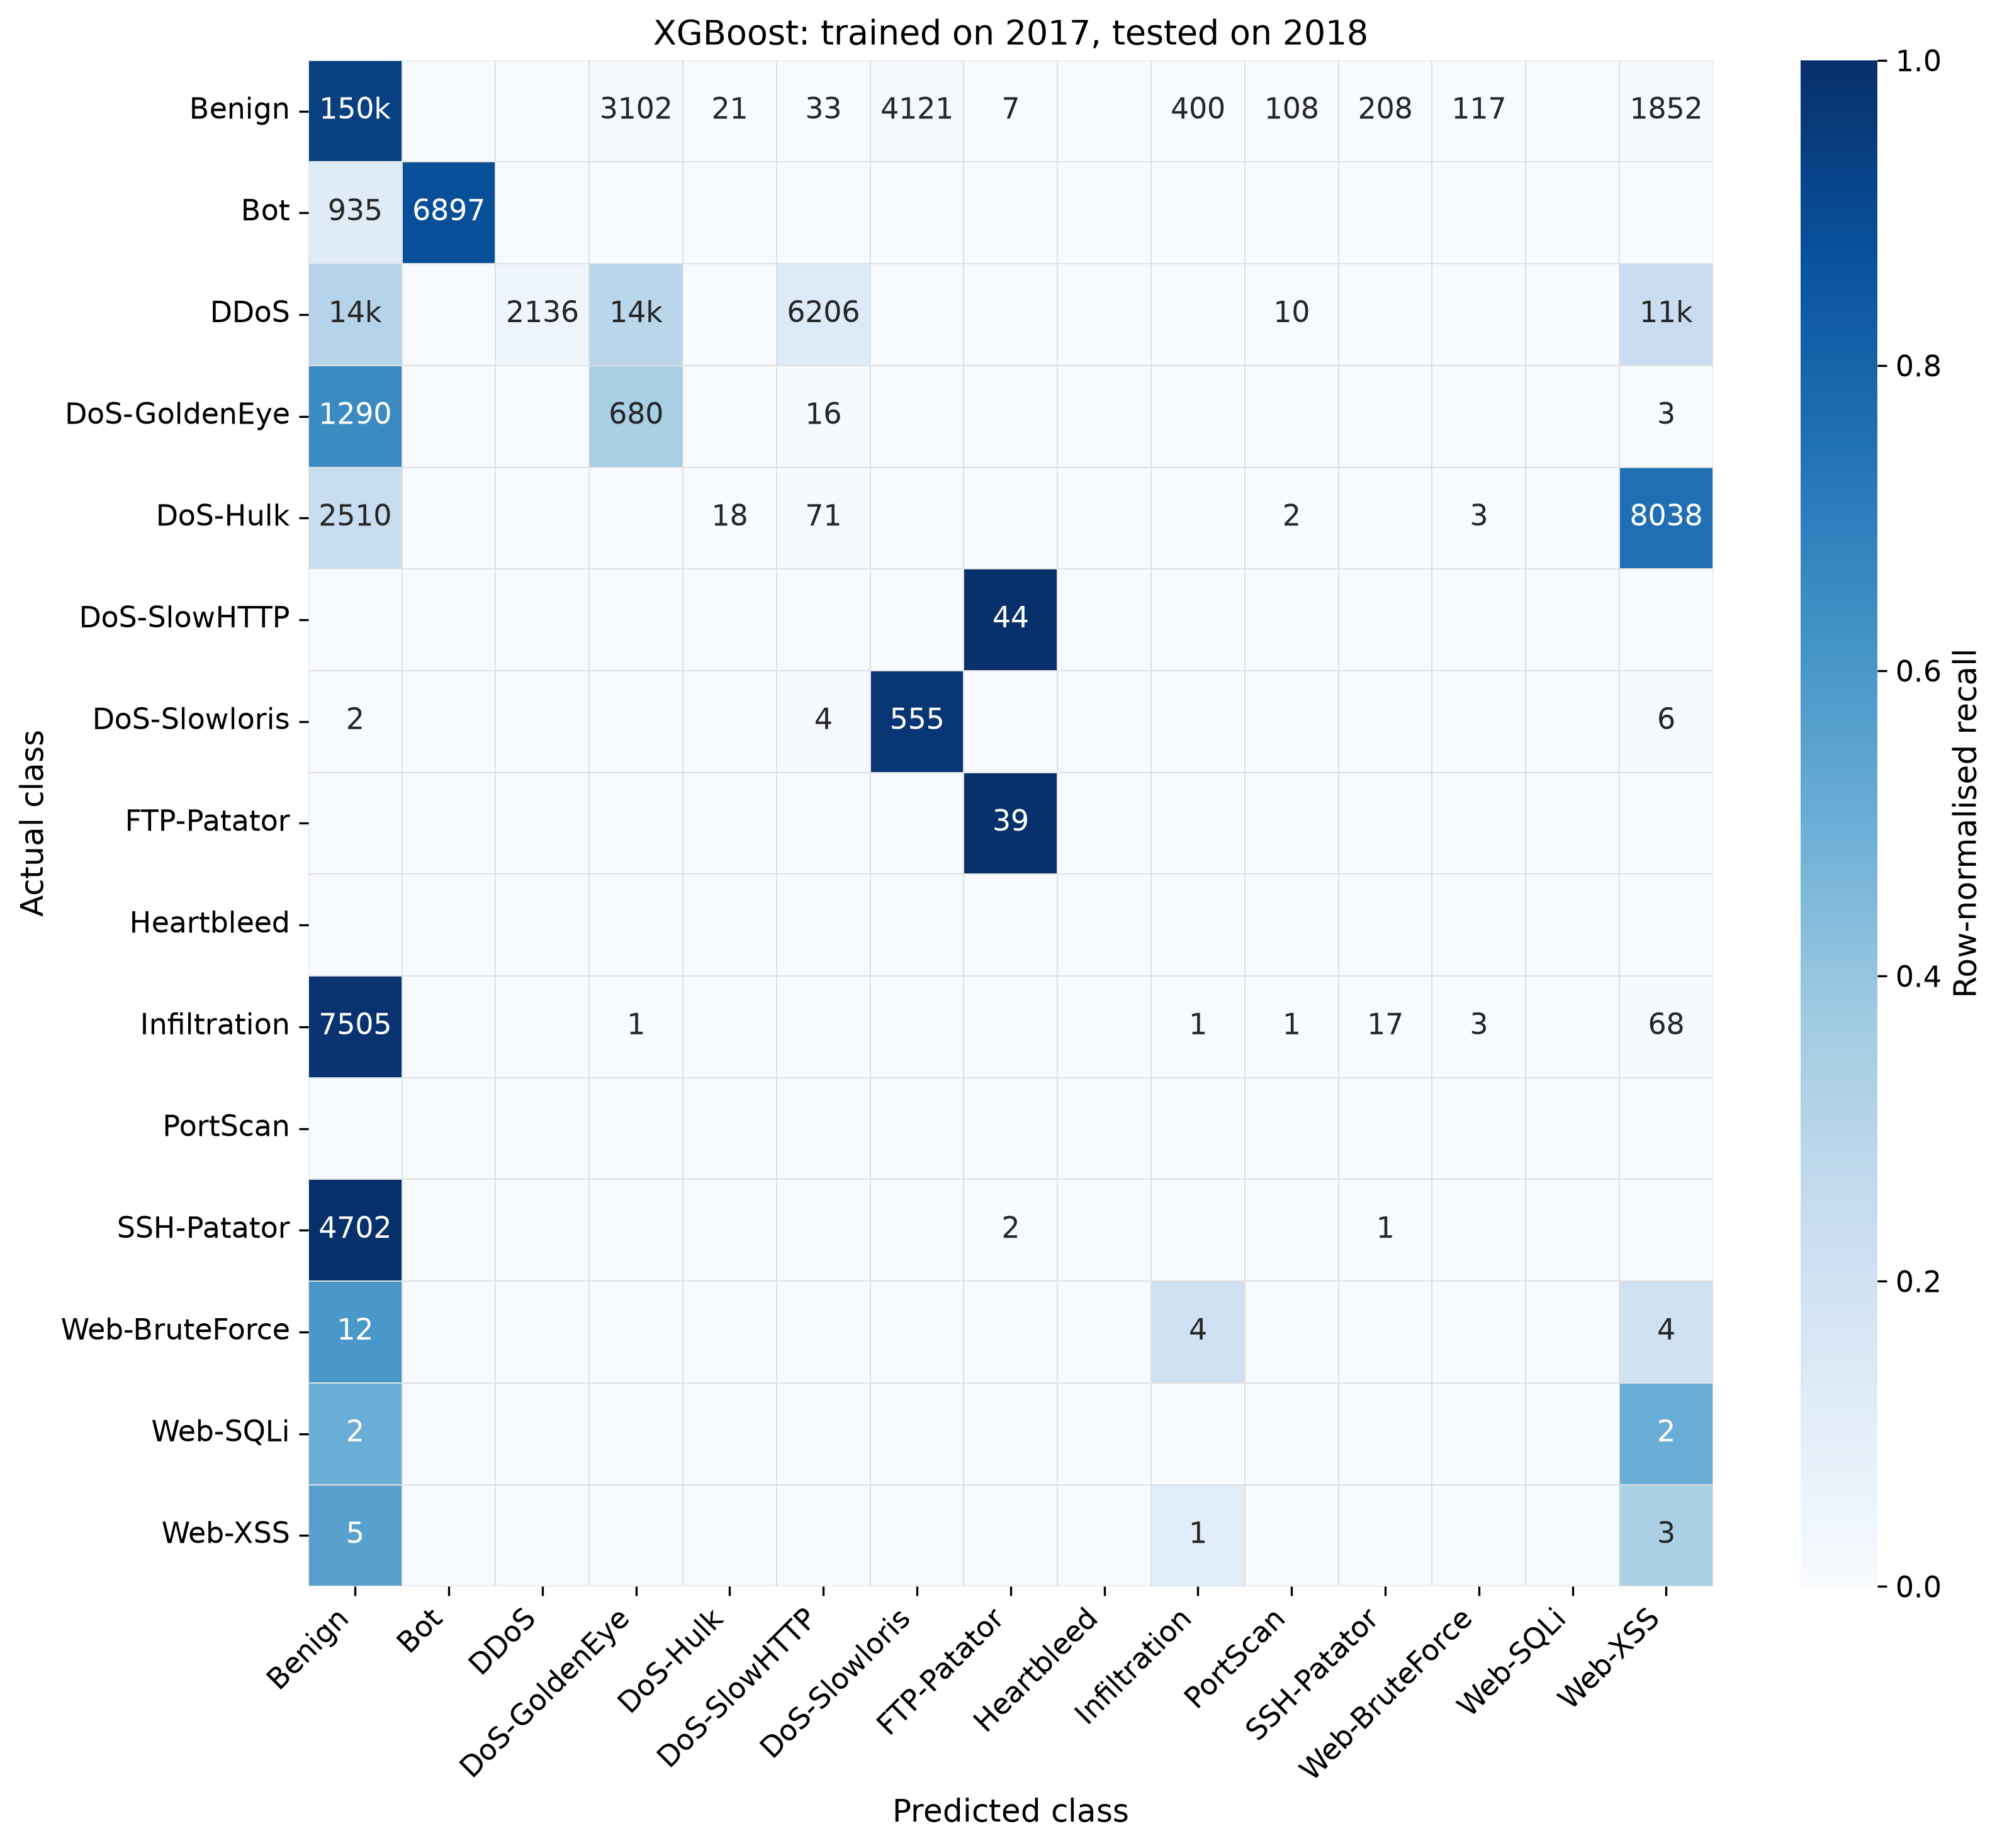 XGBoost: trained on 2017, tested on 2018
Benign 150k 3102 21 33 4121 7 400 108 208 117 1852
Bot 935 6897
DDoS 14k 2136 14k 6206 10 11k
DoS-GoldenEye 1290 680 16 3
DoS-Hulk 2510 18 71 2 3 8038
DoS-SlowHTTP 44
DoS-Slowloris 2 4 555 6
FTP-Patator 39
Heartbleed
Infiltration 7505 1 1 1 17 3 68
PortScan
SSH-Patator 4702 2 1
Web-BruteForce 12 4 4
Web-SQLi 2 2
Web-XSS 5 1 3
Actual class
Benign
Bot
DDoS
DoS-GoldenEye
DoS-Hulk
DoS-SlowHTTP
DoS-Slowloris
FTP-Patator
Heartbleed
Infiltration
PortScan
SSH-Patator
Web-BruteForce
Web-SQLi
Web-XSS
Predicted class
1.0
0.8
0.6
0.4
0.2
0.0
Row-normalised recall